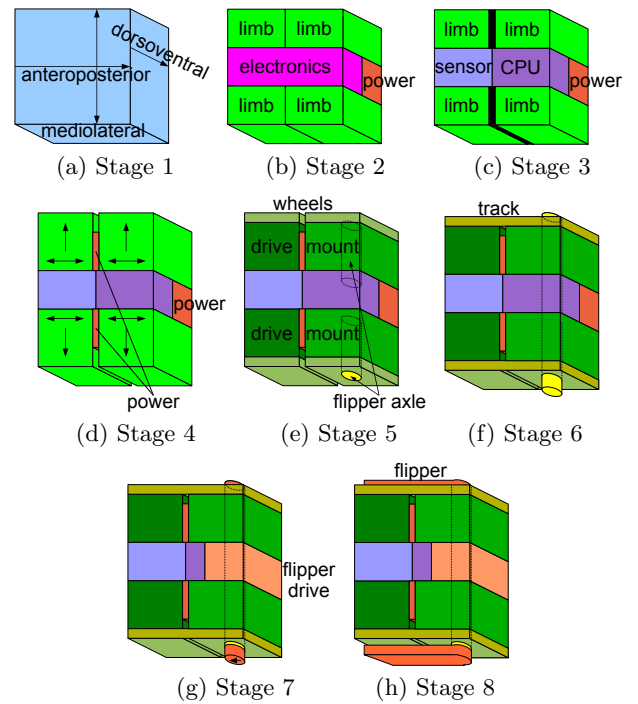 dorsoventral
anteroposterior
mediolateral
(a) Stage 1
limb limb
electronics
power
limb limb
(b) Stage 2
limb limb
sensor CPU
power
limb limb
(c) Stage 3
power
power
(d) Stage 4
wheels
drive mount
drive mount
flipper axle
(e) Stage 5
track
(f) Stage 6
flipper
drive
(g) Stage 7
flipper
(h) Stage 8